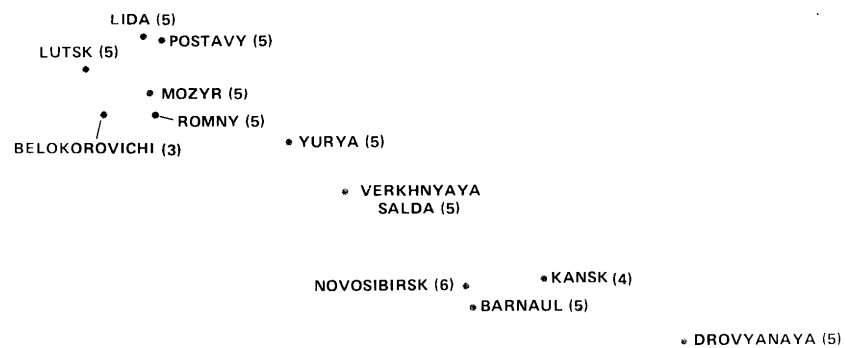 LIDA (5)
POSTAVY (5)
LUTSK (5)
MOZYR (5)
ROMNY (5)
BELOKOROVICHI (3)
YURYA (5)
VERKHNYAYA
SALDA (5)
NOVOSIBIRSK (6)
KANSK (4)
BARNAUL (5)
DROVYANAYA (5)